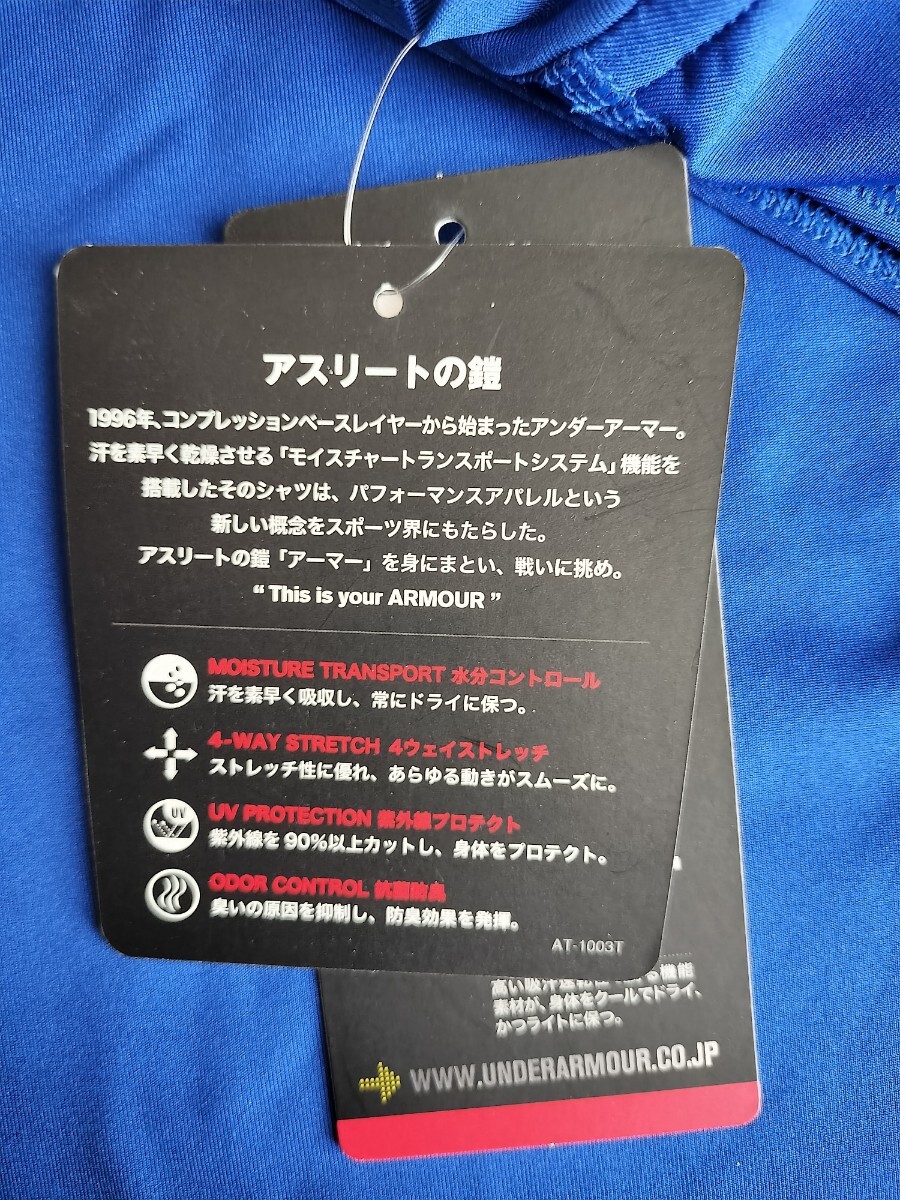 アスリートの鎧
1996年、コンプレッションベースレイヤーから始まったアンダーアーマー。
汗を素早く乾燥させる「モイスチャートランスポートシステム」機能を
搭載したそのシャツは、パフォーマンスアパレルという
新しい概念をスポーツ界にもたらした。
アスリートの鎧「アーマー」を身にまとい、戦いに挑め。
“This is your ARMOUR”
MOISTURE TRANSPORT 水分コントロール
汗を素早く吸収し、常にドライに保つ。
4-WAY STRETCH 4ウェイストレッチ
ストレッチ性に優れ、あらゆる動きがスムーズに。
UV
UV PROTECTION 紫外線プロテクト
紫外線を90%以上カットし、身体をプロテクト。
ODOR CONTROL 抗菌防臭
臭いの原因を抑制し、防臭効果を発揮。
AT-1003T
高い吸汗速乾性 機能
素材が、身体をクールでドライ、
かつライトに保つ。
WWW.UNDERARMOUR.CO.JP